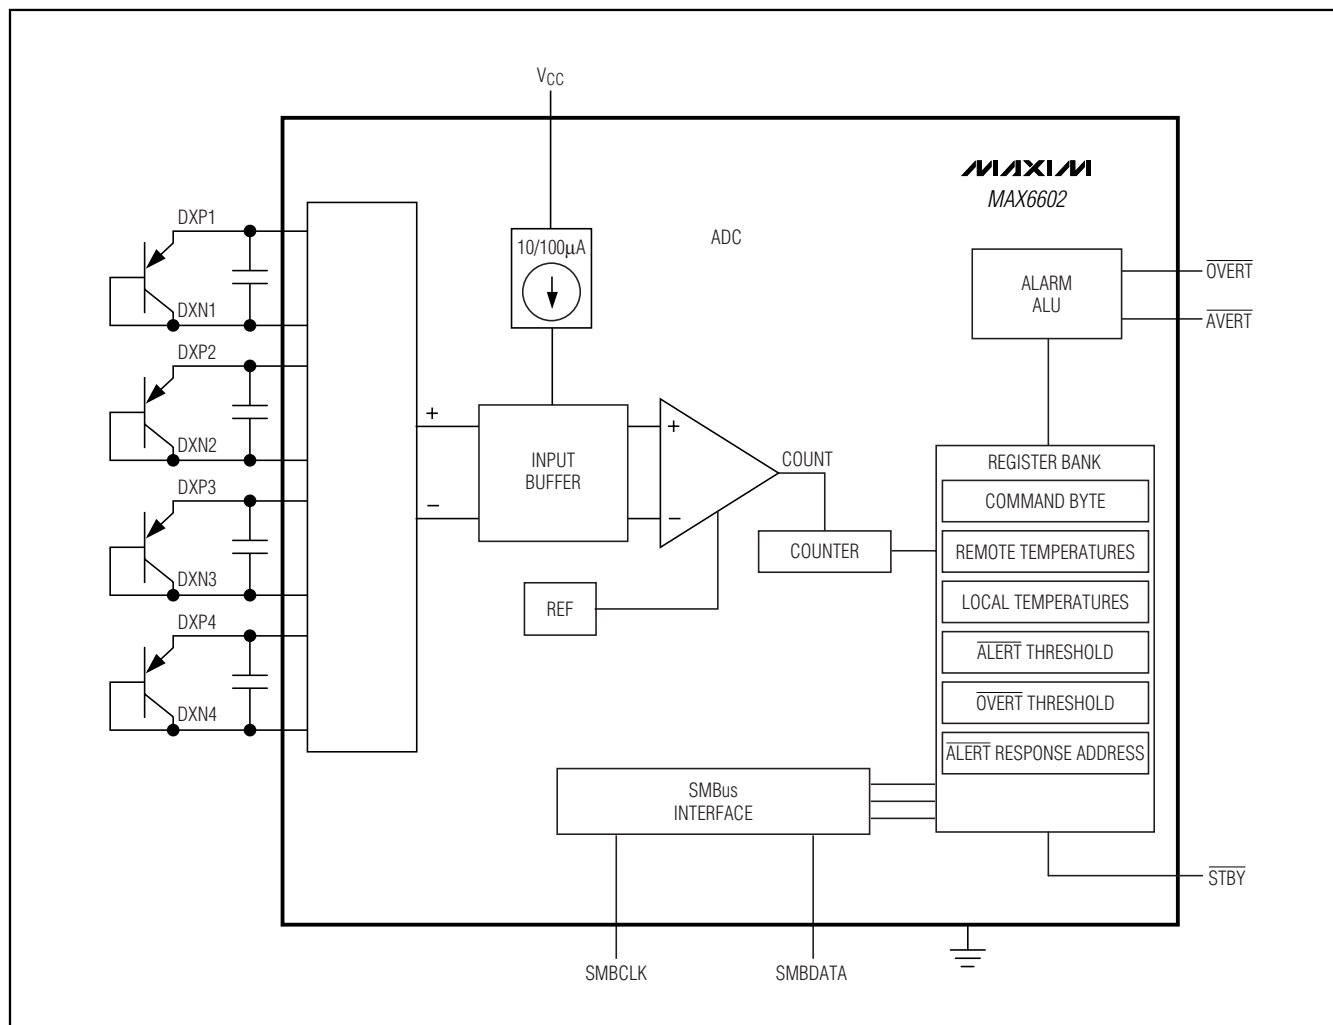 VCC
MAXIM
MAX6602
DXP1
10/100μA
ADC
ALARM
ALU
OVERT
AVERT
DXN1
DXP2
DXN2
+
INPUT
BUFFER
−
+
−
COUNT
COUNTER
REF
DXP3
DXN3
DXP4
DXN4
REGISTER BANK
COMMAND BYTE
REMOTE TEMPERATURES
LOCAL TEMPERATURES
ALERT THRESHOLD
OVERT THRESHOLD
ALERT RESPONSE ADDRESS
SMBus
INTERFACE
STBY
SMBCLK
SMBDATA